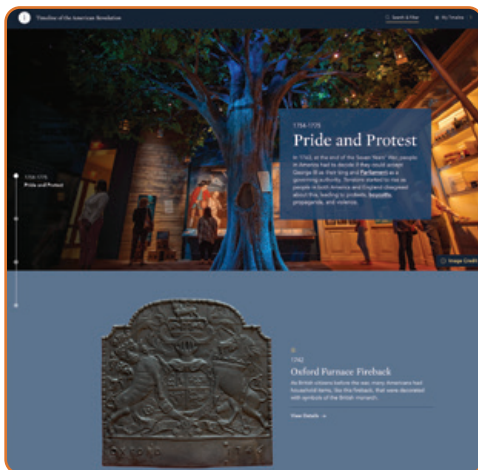 Timeline of the American Revolution
Search & Filter
My Timeline
1754-1775
Pride and Protest
1754-1775
Pride and Protest
In 1763, at the end of the Seven Years' War, people
in America had to decide if they could accept
George III as their king and Parliament as a
governing authority. Tensions started to rise as
people in both America and England disagreed
about this, leading to protests, boycotts,
propaganda, and violence.
Image Credit
1742
Oxford Furnace Fireback
As British citizens before the war, many Americans had
household items, like this fireback, that were decorated
with symbols of the British monarch.
View Details →